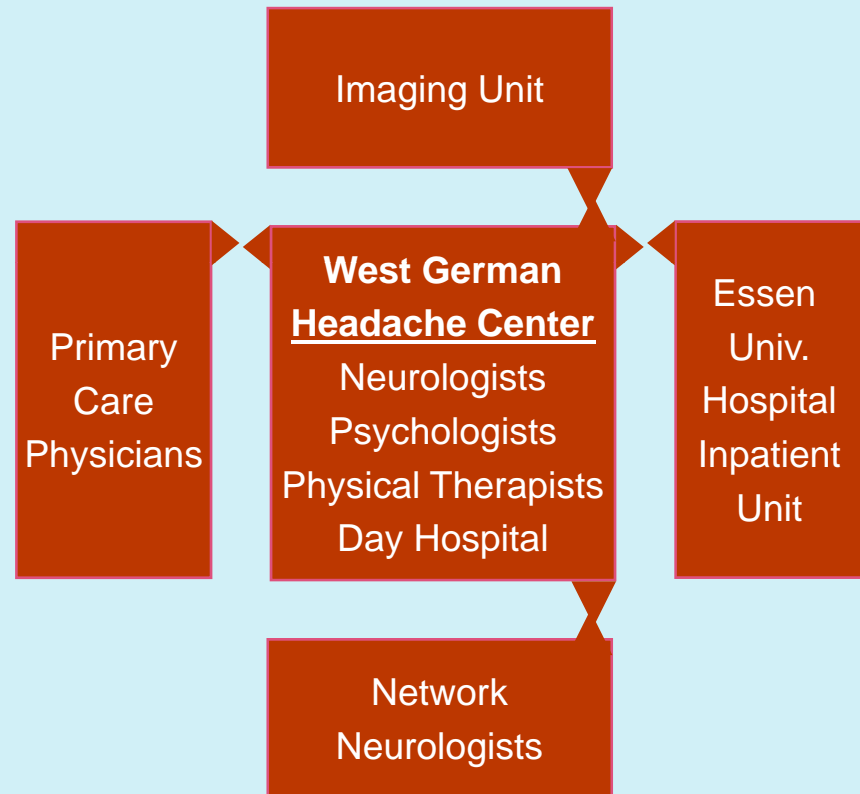 Imaging Unit
Primary
Care
Physicians
West German
Headache Center
Neurologists
Psychologists
Physical Therapists
Day Hospital
Essen
Univ.
Hospital
Inpatient
Unit
Network
Neurologists